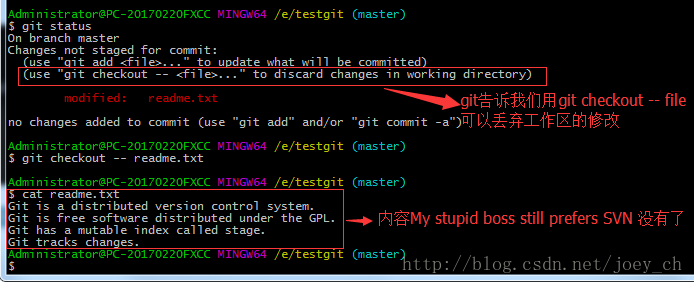 Administrator@PC-20170220FXCC MINGW64 /e/testgit (master)
$ git status
On branch master
Changes not staged for commit:
(use "git add <file>..." to update what will be committed)
(use "git checkout -- <file>..." to discard changes in working directory)
modified: readme.txt
git告诉我们用git checkout -- file
可以丢弃工作区的修改
no changes added to commit (use "git add" and/or "git commit -a")
Administrator@PC-20170220FXCC MINGW64 /e/testgit (master)
$ git checkout -- readme.txt
Administrator@PC-20170220FXCC MINGW64 /e/testgit (master)
$ cat readme.txt
Git is a distributed version control system.
Git is free software distributed under the GPL.
Git has a mutable index called stage.
Git tracks changes.
内容My stupid boss still prefers SVN 没有了
Administrator@PC-20170220FXCC MINGW64 /e/testgit (master)
$
http://blog.csdn.net/joey_ch